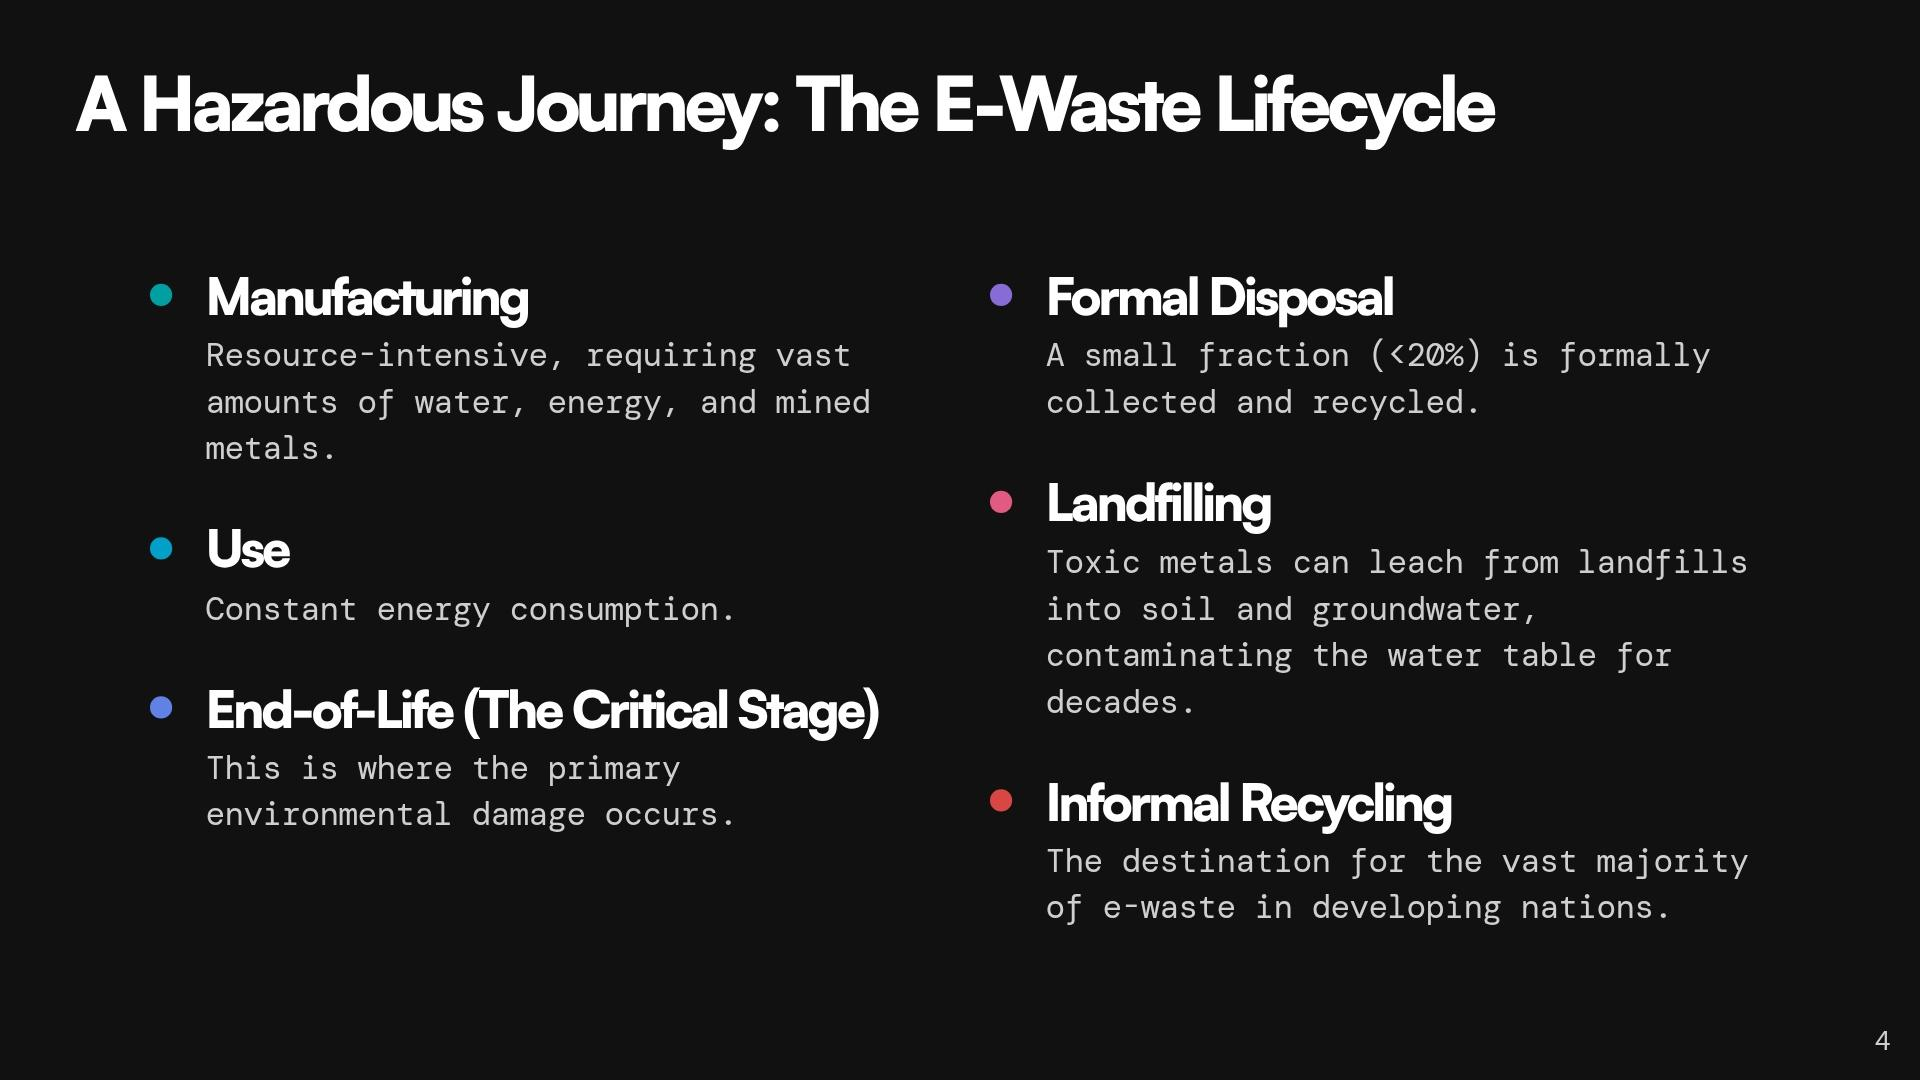 A Hazardous Journey: The E-Waste Lifecycle
Manufacturing
Resource-intensive, requiring vast
amounts of water, energy, and mined
metals.
Use
Constant energy consumption.
End-of-Life (The Critical Stage)
This is where the primary
environmental damage occurs.
Formal Disposal
A small fraction (<20%) is formally
collected and recycled.
Landfilling
Toxic metals can leach from landfills
into soil and groundwater,
contaminating the water table for
decades.
Informal Recycling
The destination for the vast majority
of e-waste in developing nations.
4